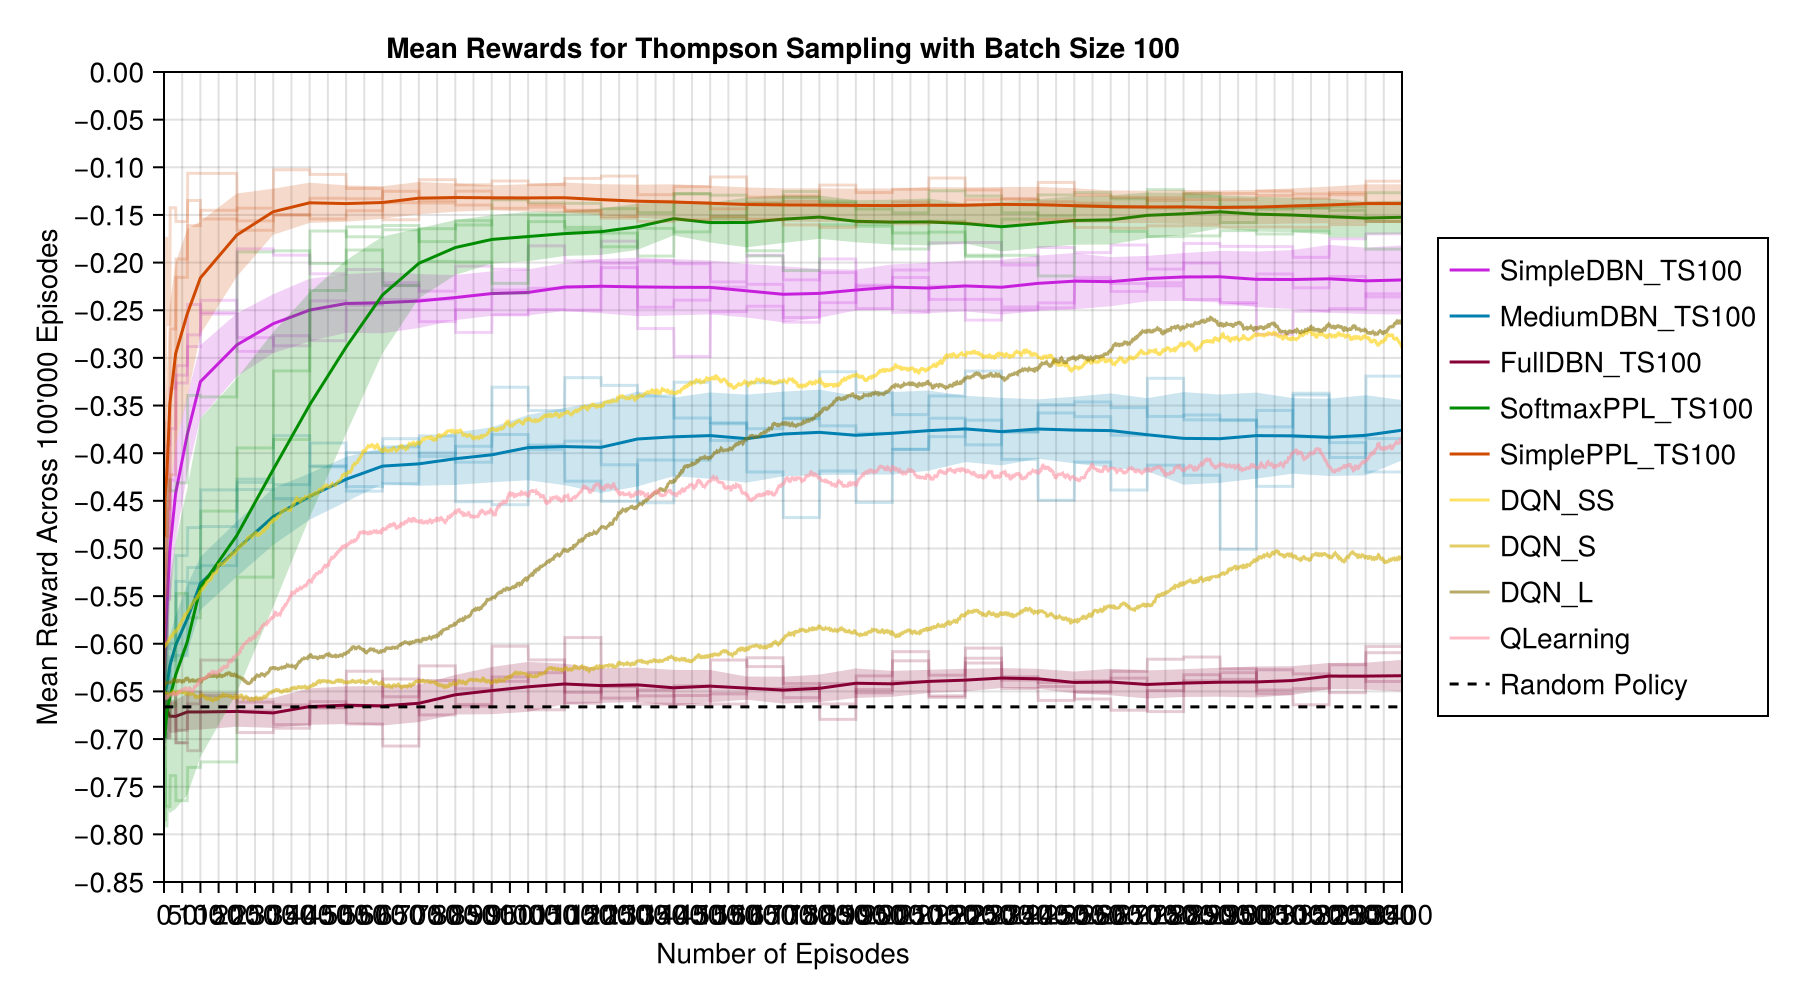 Mean Rewards for Thompson Sampling with Batch Size 100
0.00
−0.05
−0.10
−0.15
−0.20
−0.25
−0.30
−0.35
−0.40
−0.45
−0.50
−0.55
−0.60
−0.65
−0.70
−0.75
−0.80
−0.85
Mean Reward Across 100'000 Episodes
Number of Episodes
SimpleDBN_TS100
MediumDBN_TS100
FullDBN_TS100
SoftmaxPPL_TS100
SimplePPL_TS100
DQN_SS
DQN_S
DQN_L
QLearning
Random Policy